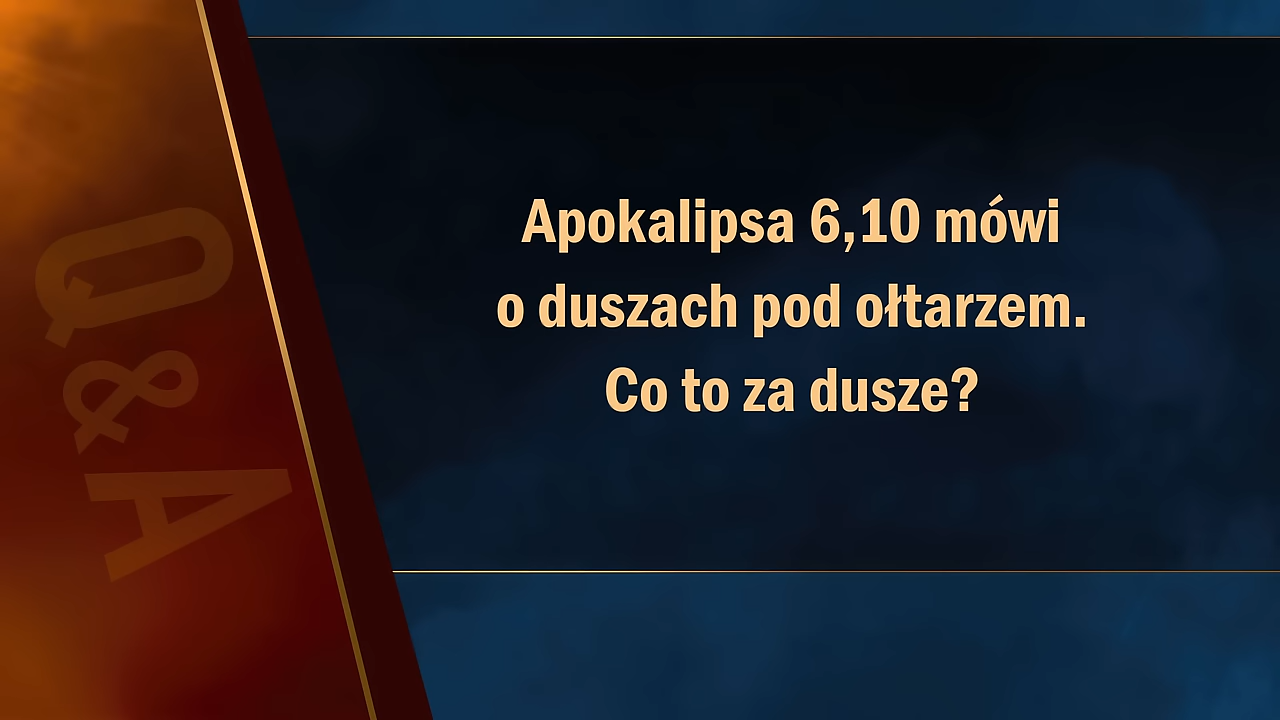 Q & A
Apokalipsa 6,10 mówi
o duszach pod ołtarzem.
Co to za dusze?